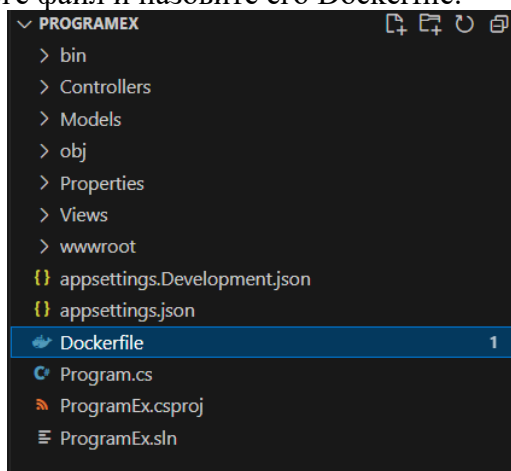 те файл и назовите его Dockerfile.
PROGRAMEX
bin
Controllers
Models
obj
Properties
Views
wwwroot
{} appsettings.Development.json
{} appsettings.json
Dockerfile 1
C# Program.cs
ProgramEx.csproj
ProgramEx.sln